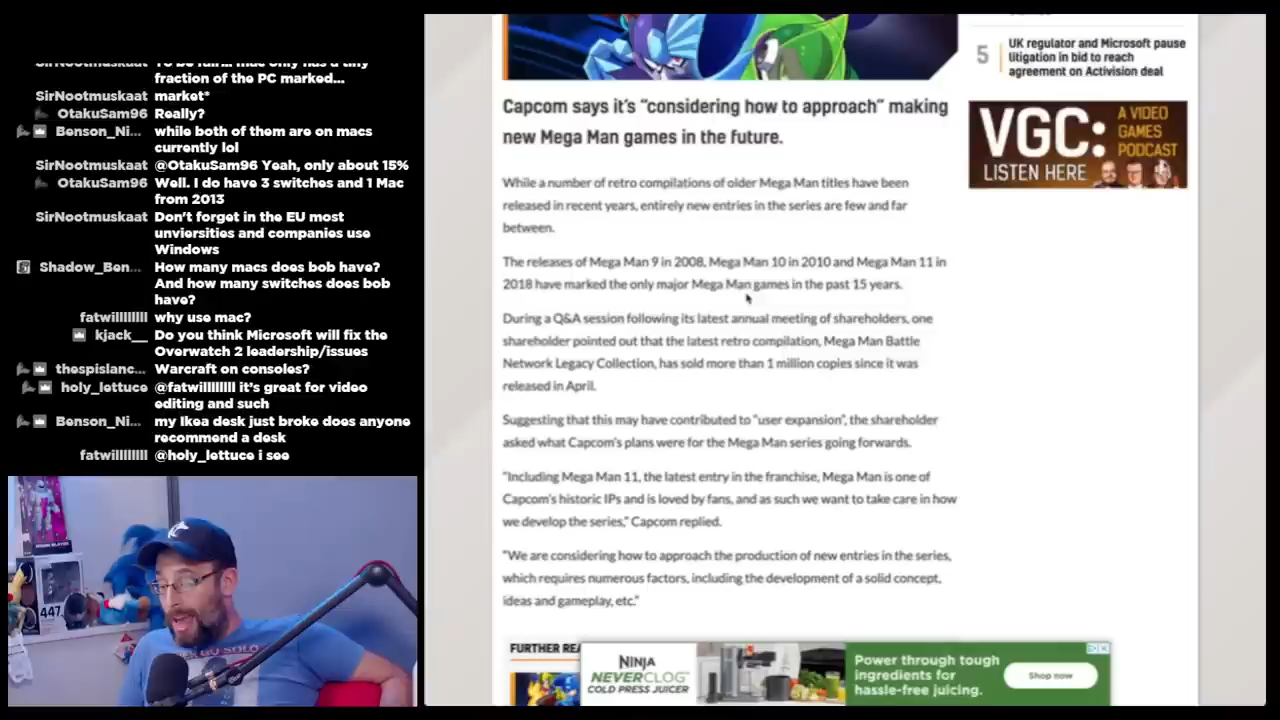 fraction of the PC marked...
SirNootmuskaat market*
OtakuSam96 Really?
Benson_Ni... while both of them are on macs
currently lol
SirNootmuskaat @OtakuSam96 Yeah, only about 15%
OtakuSam96 Well. I do have 3 switches and 1 Mac
from 2013
SirNootmuskaat Don't forget in the EU most
unviersities and companies use
Windows
Shadow_Ben... How many macs does bob have?
And how many switches does bob
have?
fatwillllllll why use mac?
kjack__ Do you think Microsoft will fix the
Overwatch 2 leadership/issues
thespislanc... Warcraft on consoles?
holy_lettuce @fatwillllllll it's great for video
editing and such
Benson_Ni... my Ikea desk just broke does anyone
recommend a desk
fatwillllllll @holy_lettuce i see
447
GO SOLO
Capcom says it's "considering how to approach" making
new Mega Man games in the future.
While a number of retro compilations of older Mega Man titles have been
released in recent years, entirely new entries in the series are few and far
between.
The releases of Mega Man 9 in 2008, Mega Man 10 in 2010 and Mega Man 11 in
2018 have marked the only major Mega Man games in the past 15 years.
During a Q&A session following its latest annual meeting of shareholders, one
shareholder pointed out that the latest retro compilation, Mega Man Battle
Network Legacy Collection, has sold more than 1 million copies since it was
released in April.
Suggesting that this may have contributed to "user expansion", the shareholder
asked what Capcom's plans were for the Mega Man series going forwards.
"Including Mega Man 11, the latest entry in the franchise, Mega Man is one of
Capcom's historic IPs and is loved by fans, and as such we want to take care in how
we develop the series," Capcom replied.
"We are considering how to approach the production of new entries in the series,
which requires numerous factors, including the development of a solid concept,
ideas and gameplay, etc."
FURTHER REA
5 UK regulator and Microsoft pause
litigation in bid to reach
agreement on Activision deal
VGC: A VIDEO
GAMES
PODCAST
LISTEN HERE
NINJA
NEVERCLOG
COLD PRESS JUICER
Power through tough
ingredients for
hassle-free juicing.
Shop now